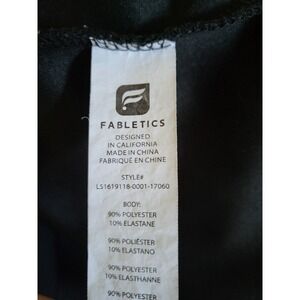 FABLETICS
DESIGNED
IN CALIFORNIA
MADE IN CHINA
FABRIQUÉ EN CHINE
STYLE#
LS1619118-0001-17060
BODY:
90% POLYESTER
10% ELASTANE
90% POLIÉSTER
10% ELASTANO
90% POLYESTER
10% ÉLASTHANNE
90% POLYESTER